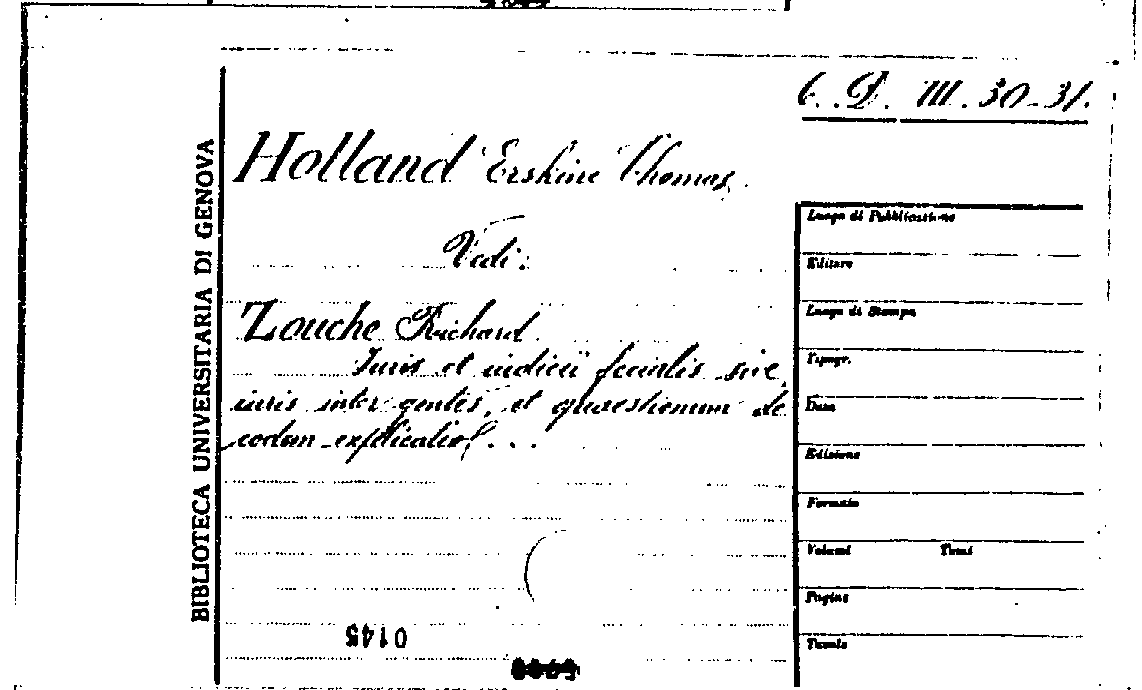 6. D. III. 30-31.
BIBLIOTECA UNIVERSITARIA DI GENOVA
Holland Erskine Thomas.
Vedi:
Zouche Richard.
Iuris et iudicii fecialis sive
iuris inter gentes, et quaestionum de
eodem explicatio ...
Luogo di Pubblicazione
Editore
Luogo di Stampa
Tipogr.
Data
Edizione
Formato
Volumi Tomi
Pagine
Tavole
0145